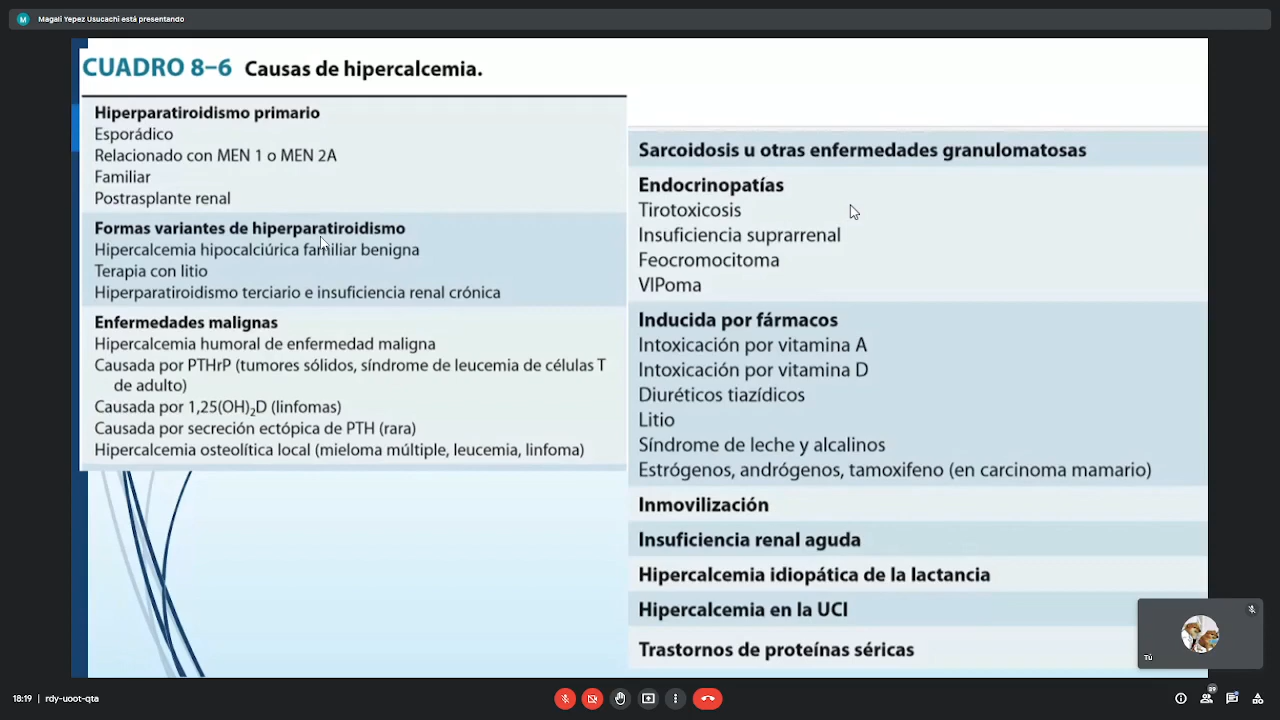 M
Magali Yepez Usucachi está presentando
CUADRO 8–6 Causas de hipercalcemia.
Hiperparatiroidismo primario
Esporádico
Relacionado con MEN 1 o MEN 2A
Familiar
Postrasplante renal
Formas variantes de hiperparatiroidismo
Hipercalcemia hipocalciúrica familiar benigna
Terapia con litio
Hiperparatiroidismo terciario e insuficiencia renal crónica
Enfermedades malignas
Hipercalcemia humoral de enfermedad maligna
Causada por PTHrP (tumores sólidos, síndrome de leucemia de células T
de adulto)
Causada por 1,25(OH)₂D (linfomas)
Causada por secreción ectópica de PTH (rara)
Hipercalcemia osteolítica local (mieloma múltiple, leucemia, linfoma)
Sarcoidosis u otras enfermedades granulomatosas
Endocrinopatías
Tirotoxicosis
Insuficiencia suprarrenal
Feocromocitoma
VIPoma
Inducida por fármacos
Intoxicación por vitamina A
Intoxicación por vitamina D
Diuréticos tiazídicos
Litio
Síndrome de leche y alcalinos
Estrógenos, andrógenos, tamoxifeno (en carcinoma mamario)
Inmovilización
Insuficiencia renal aguda
Hipercalcemia idiopática de la lactancia
Hipercalcemia en la UCI
Trastornos de proteínas séricas
Tú
18:19 rdy-uoot-qta